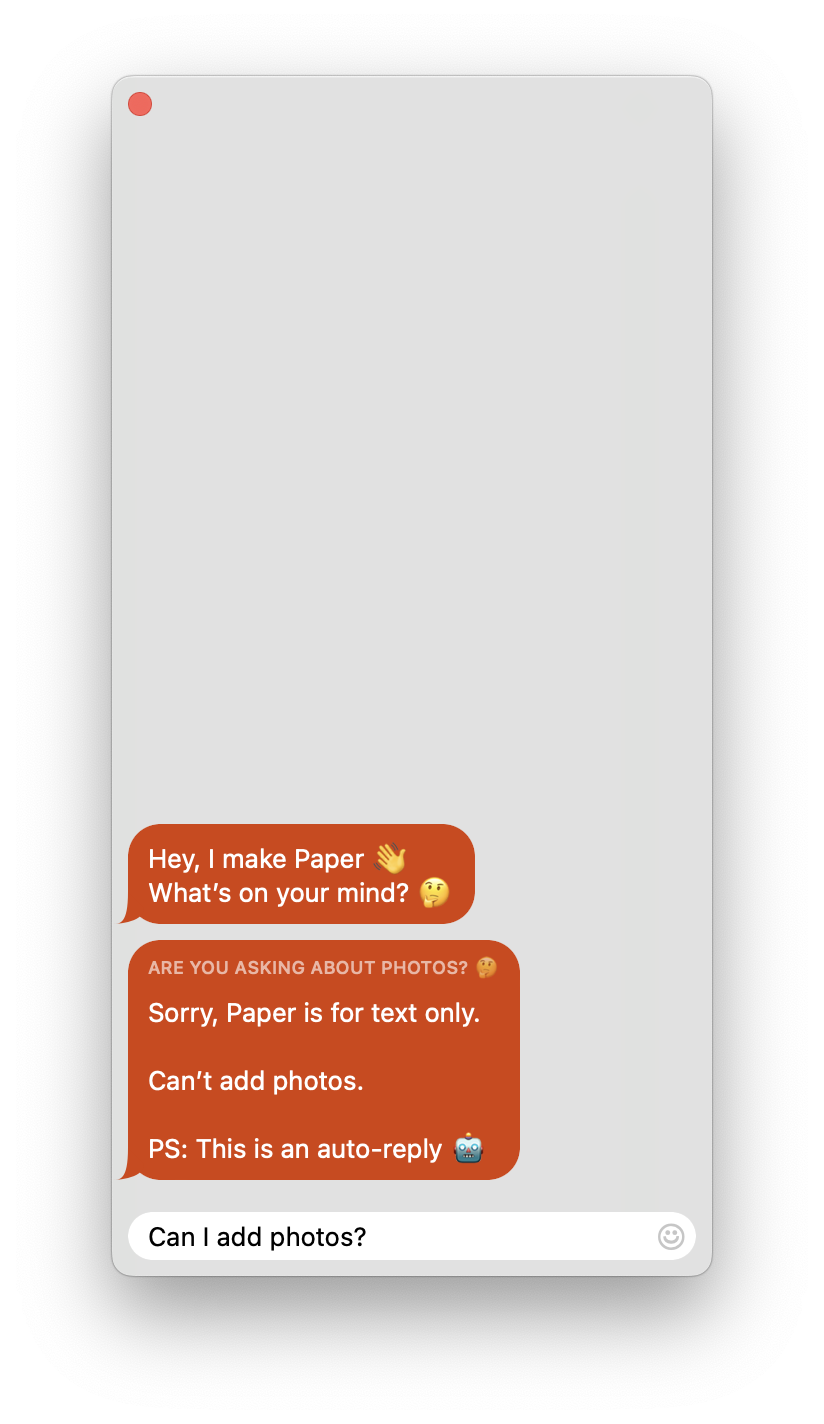 Hey, I make Paper 👋
What’s on your mind? 🤔
ARE YOU ASKING ABOUT PHOTOS? 🤔
Sorry, Paper is for text only.
Can’t add photos.
PS: This is an auto-reply 🤖
Can I add photos?